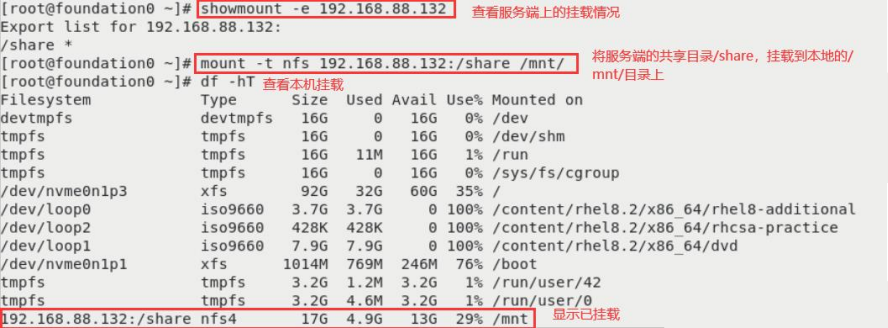 [root@foundation0 ~]# showmount -e 192.168.88.132 查看服务端上的挂载情况
Export list for 192.168.88.132:
/share *
[root@foundation0 ~]# mount -t nfs 192.168.88.132:/share /mnt/ 将服务端的共享目录/share，挂载到本地的/
mnt/目录上
[root@foundation0 ~]# df -hT 查看本机挂载
Filesystem Type Size Used Avail Use% Mounted on
devtmpfs devtmpfs 16G 0 16G 0% /dev
tmpfs tmpfs 16G 0 16G 0% /dev/shm
tmpfs tmpfs 16G 11M 16G 1% /run
tmpfs tmpfs 16G 0 16G 0% /sys/fs/cgroup
/dev/nvme0n1p3 xfs 92G 32G 60G 35% /
/dev/loop0 iso9660 3.7G 3.7G 0 100% /content/rhel8.2/x86_64/rhel8-additional
/dev/loop2 iso9660 428K 428K 0 100% /content/rhel8.2/x86_64/rhcsa-practice
/dev/loop1 iso9660 7.9G 7.9G 0 100% /content/rhel8.2/x86_64/dvd
/dev/nvme0n1p1 xfs 1014M 769M 246M 76% /boot
tmpfs tmpfs 3.2G 1.2M 3.2G 1% /run/user/42
tmpfs tmpfs 3.2G 4.6M 3.2G 1% /run/user/0
192.168.88.132:/share nfs4 17G 4.9G 13G 29% /mnt 显示已挂载